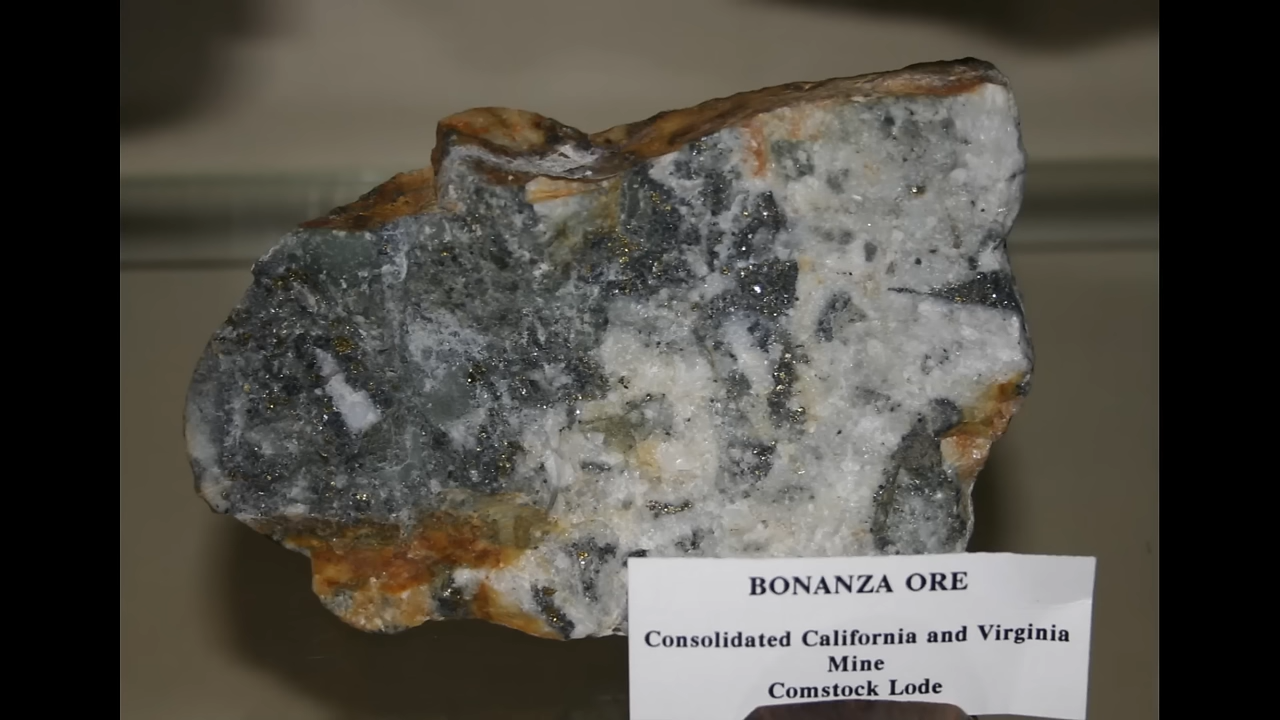 BONANZA ORE
Consolidated California and Virginia
Mine
Comstock Lode